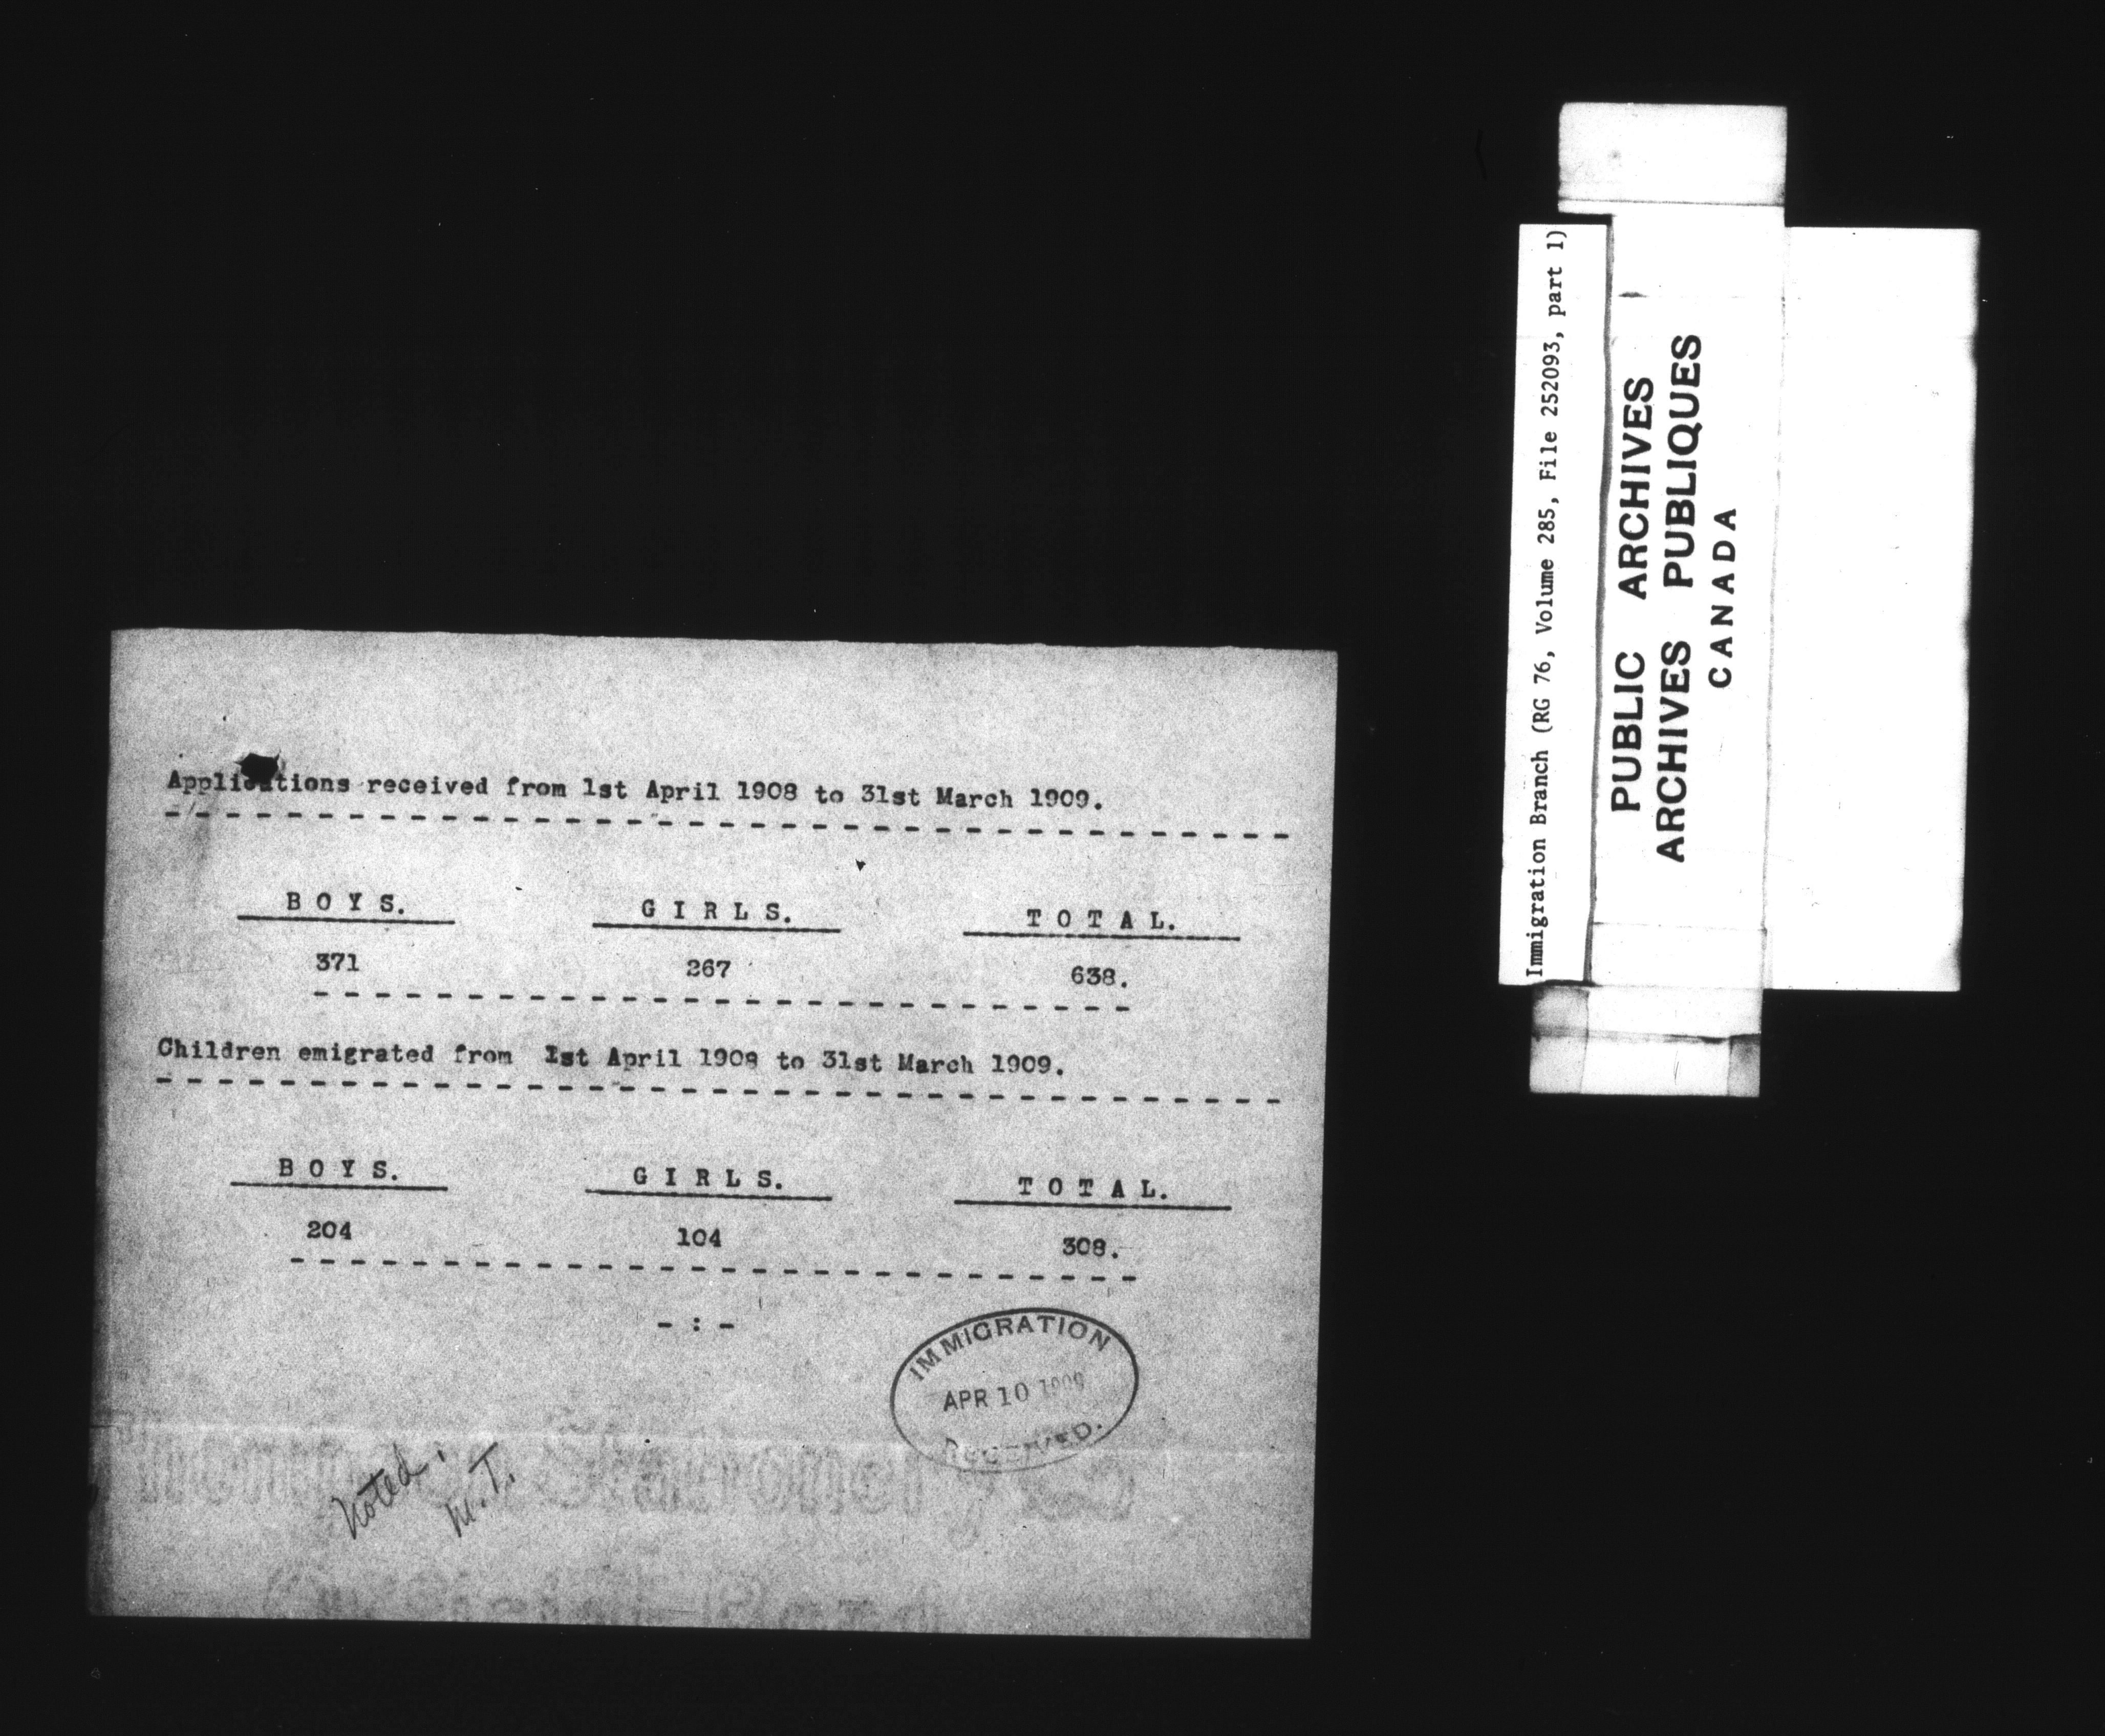 Applications received from 1st April 1908 to 31st March 1909.
BOYS. GIRLS. TOTAL.
371 267 638.
Children emigrated from 1st April 1908 to 31st March 1909.
BOYS. GIRLS. TOTAL.
204 104 308.
- : -
IMMIGRATION
APR 10 1909
RECEIVED.
Noted.
M.T.
Immigration Branch (RG 76, Volume 285, File 252093, part 1)
PUBLIC ARCHIVES
ARCHIVES PUBLIQUES
CANADA